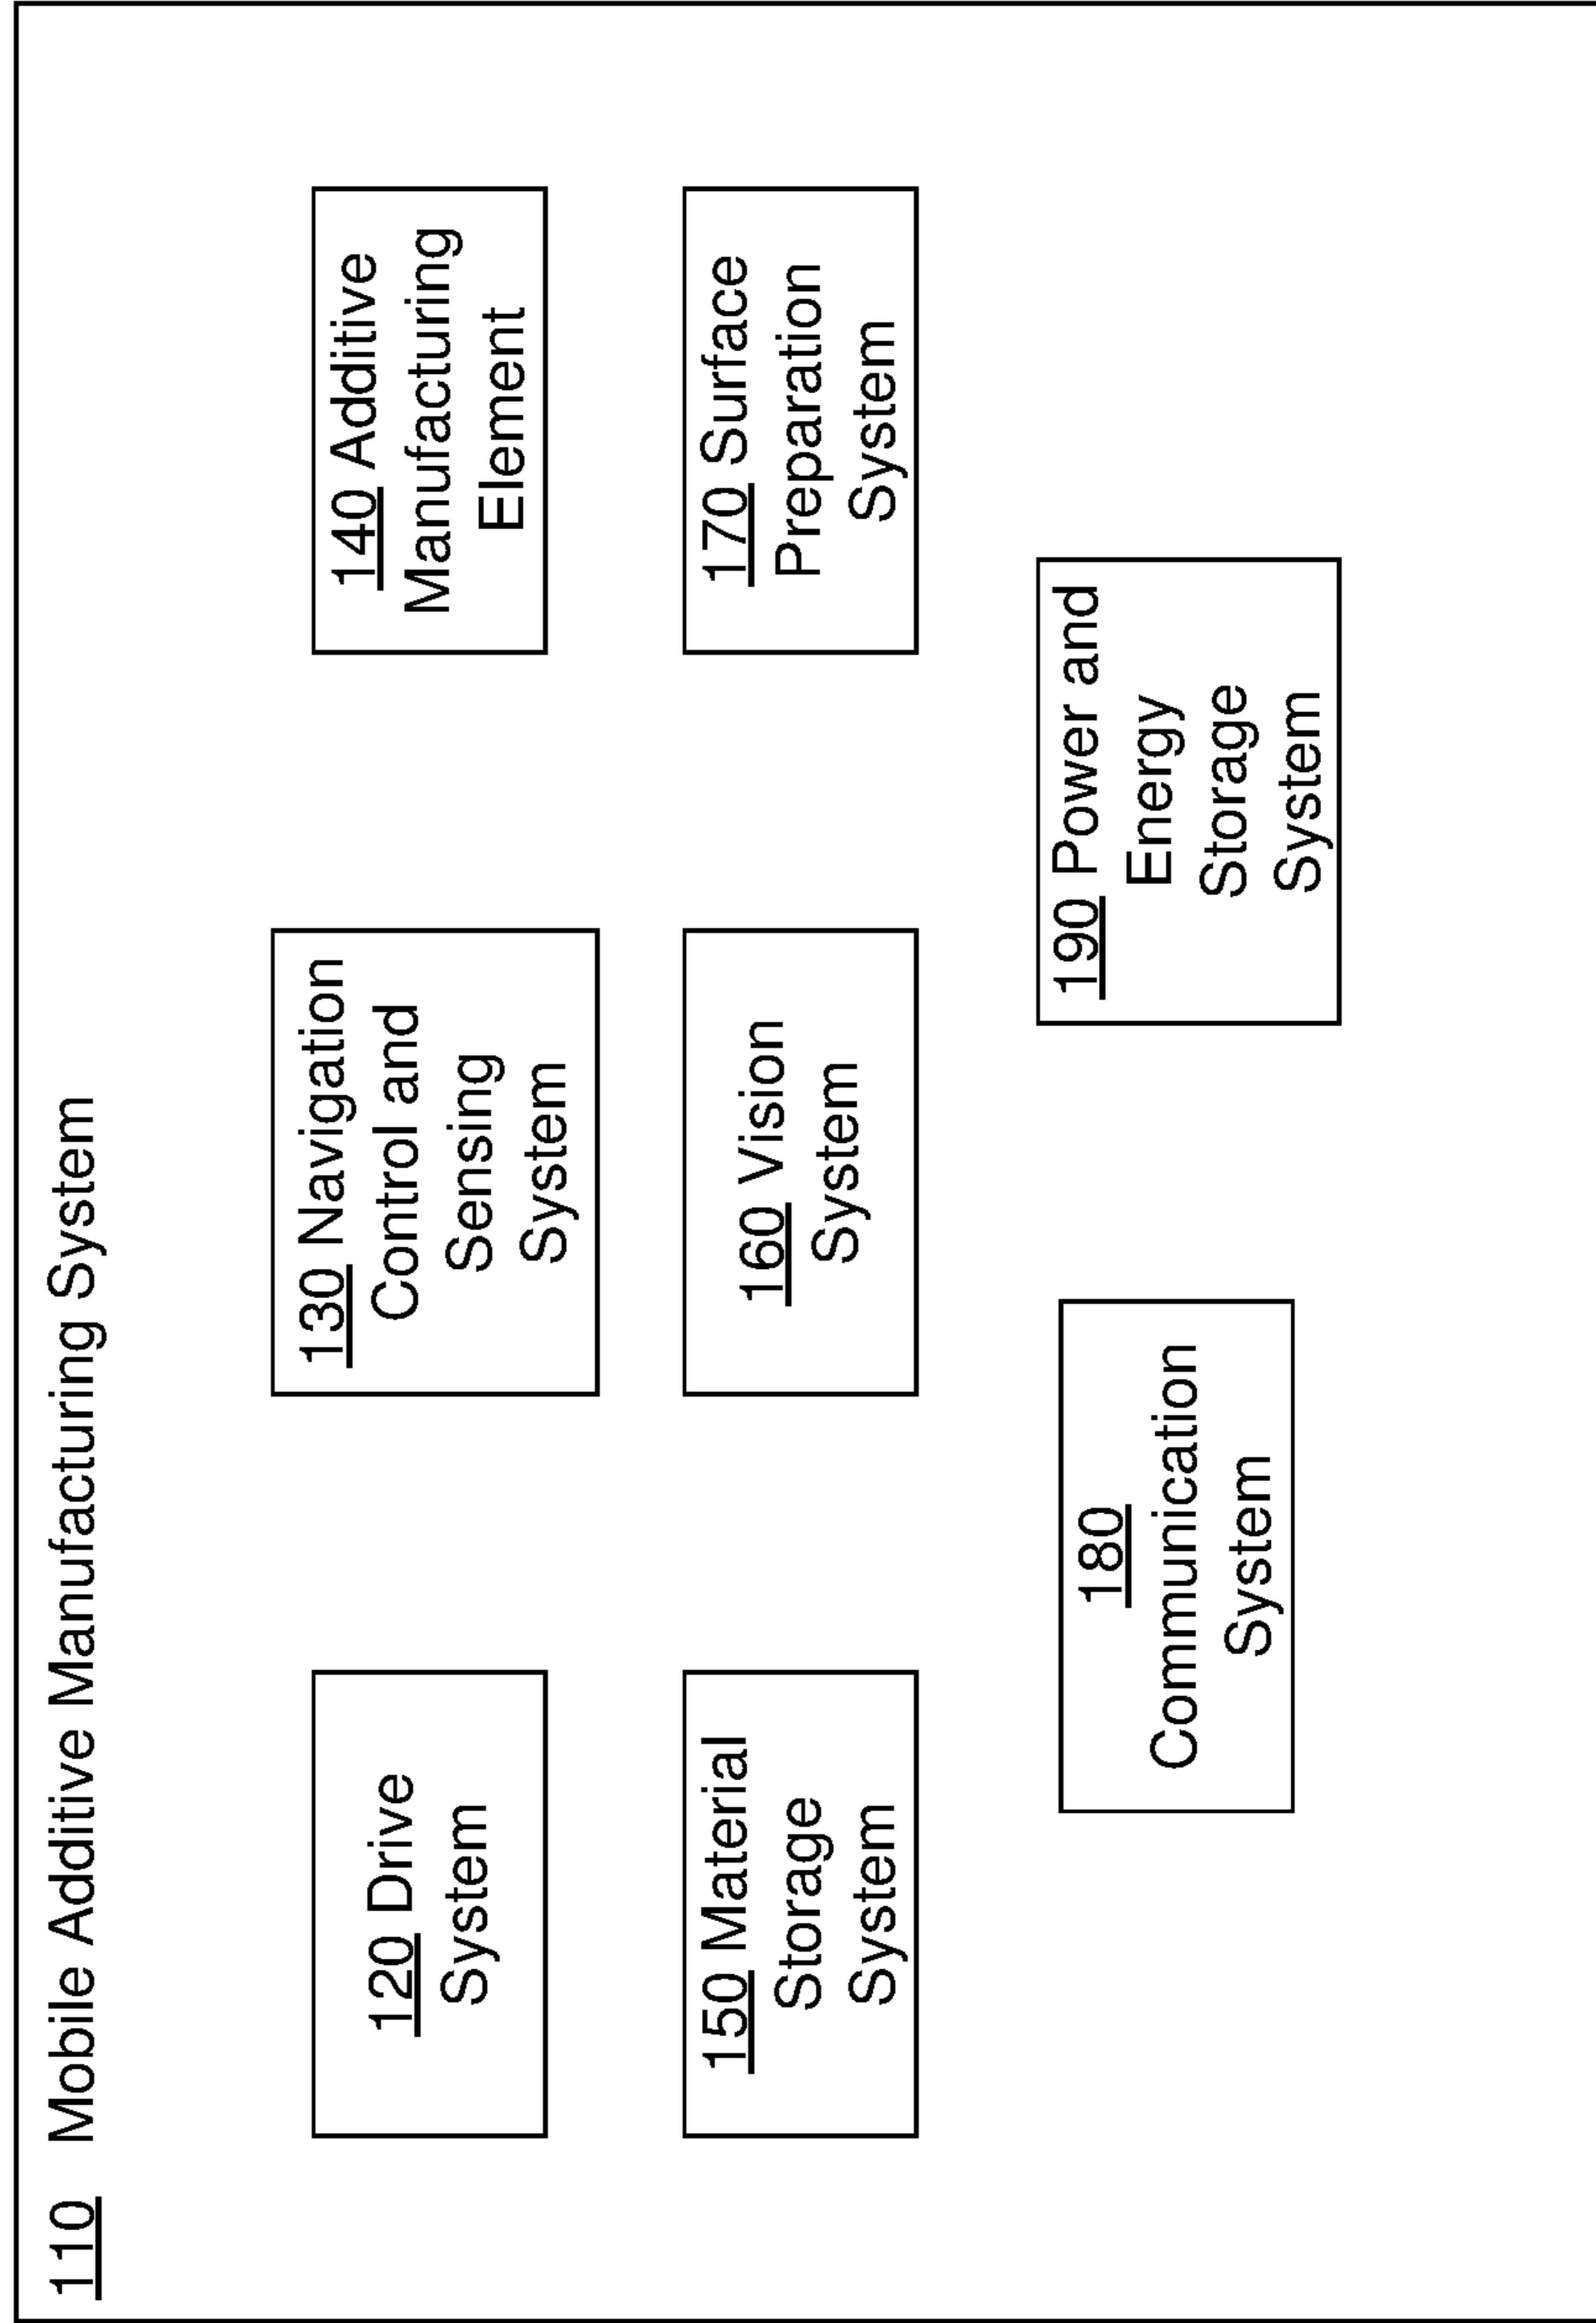 110 Mobile Additive Manufacturing System
120 Drive
System
130 Navigation
Control and
Sensing
System
140 Additive
Manufacturing
Element
150 Material
Storage
System
160 Vision
System
170 Surface
Preparation
System
180
Communication
System
190 Power and
Energy
Storage
System